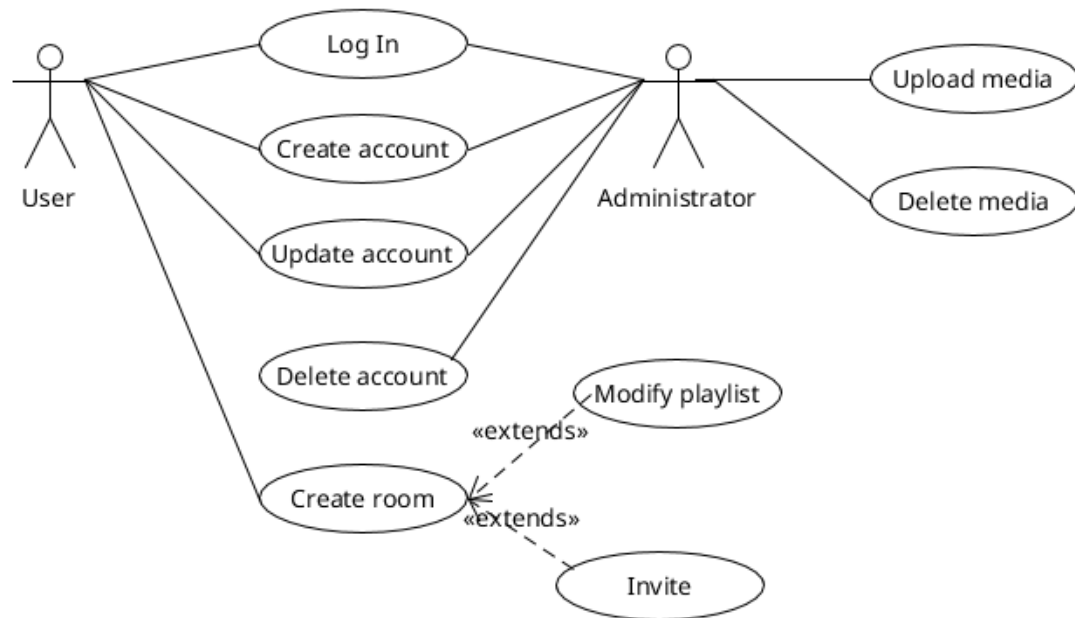 Log In
Upload media
Create account
User
Administrator
Delete media
Update account
Delete account
Modify playlist
«extends»
Create room
«extends»
Invite